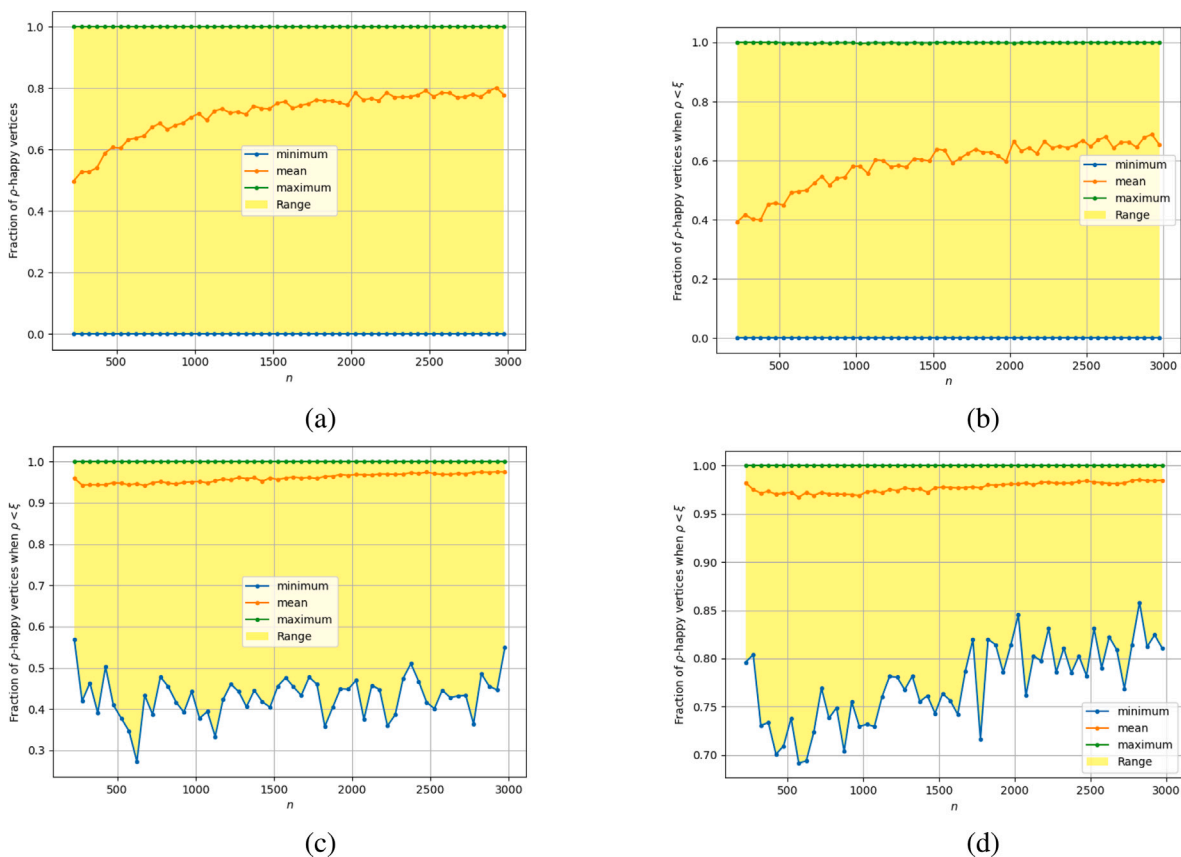 1.0
0.8
0.6
0.4
0.2
0.0
Fraction of ρ-happy vertices
minimum
mean
maximum
Range
500
1000
1500
2000
2500
3000
n
(a)
1.0
0.8
0.6
0.4
0.2
0.0
Fraction of ρ-happy vertices when ρ < ξ
minimum
mean
maximum
Range
500
1000
1500
2000
2500
3000
n
(b)
1.0
0.9
0.8
0.7
0.6
0.5
0.4
0.3
Fraction of ρ-happy vertices when ρ < ξ
minimum
mean
maximum
Range
500
1000
1500
2000
2500
3000
n
(c)
1.00
0.95
0.90
0.85
0.80
0.75
0.70
Fraction of ρ-happy vertices when ρ < ξ
minimum
mean
maximum
Range
500
1000
1500
2000
2500
3000
n
(d)